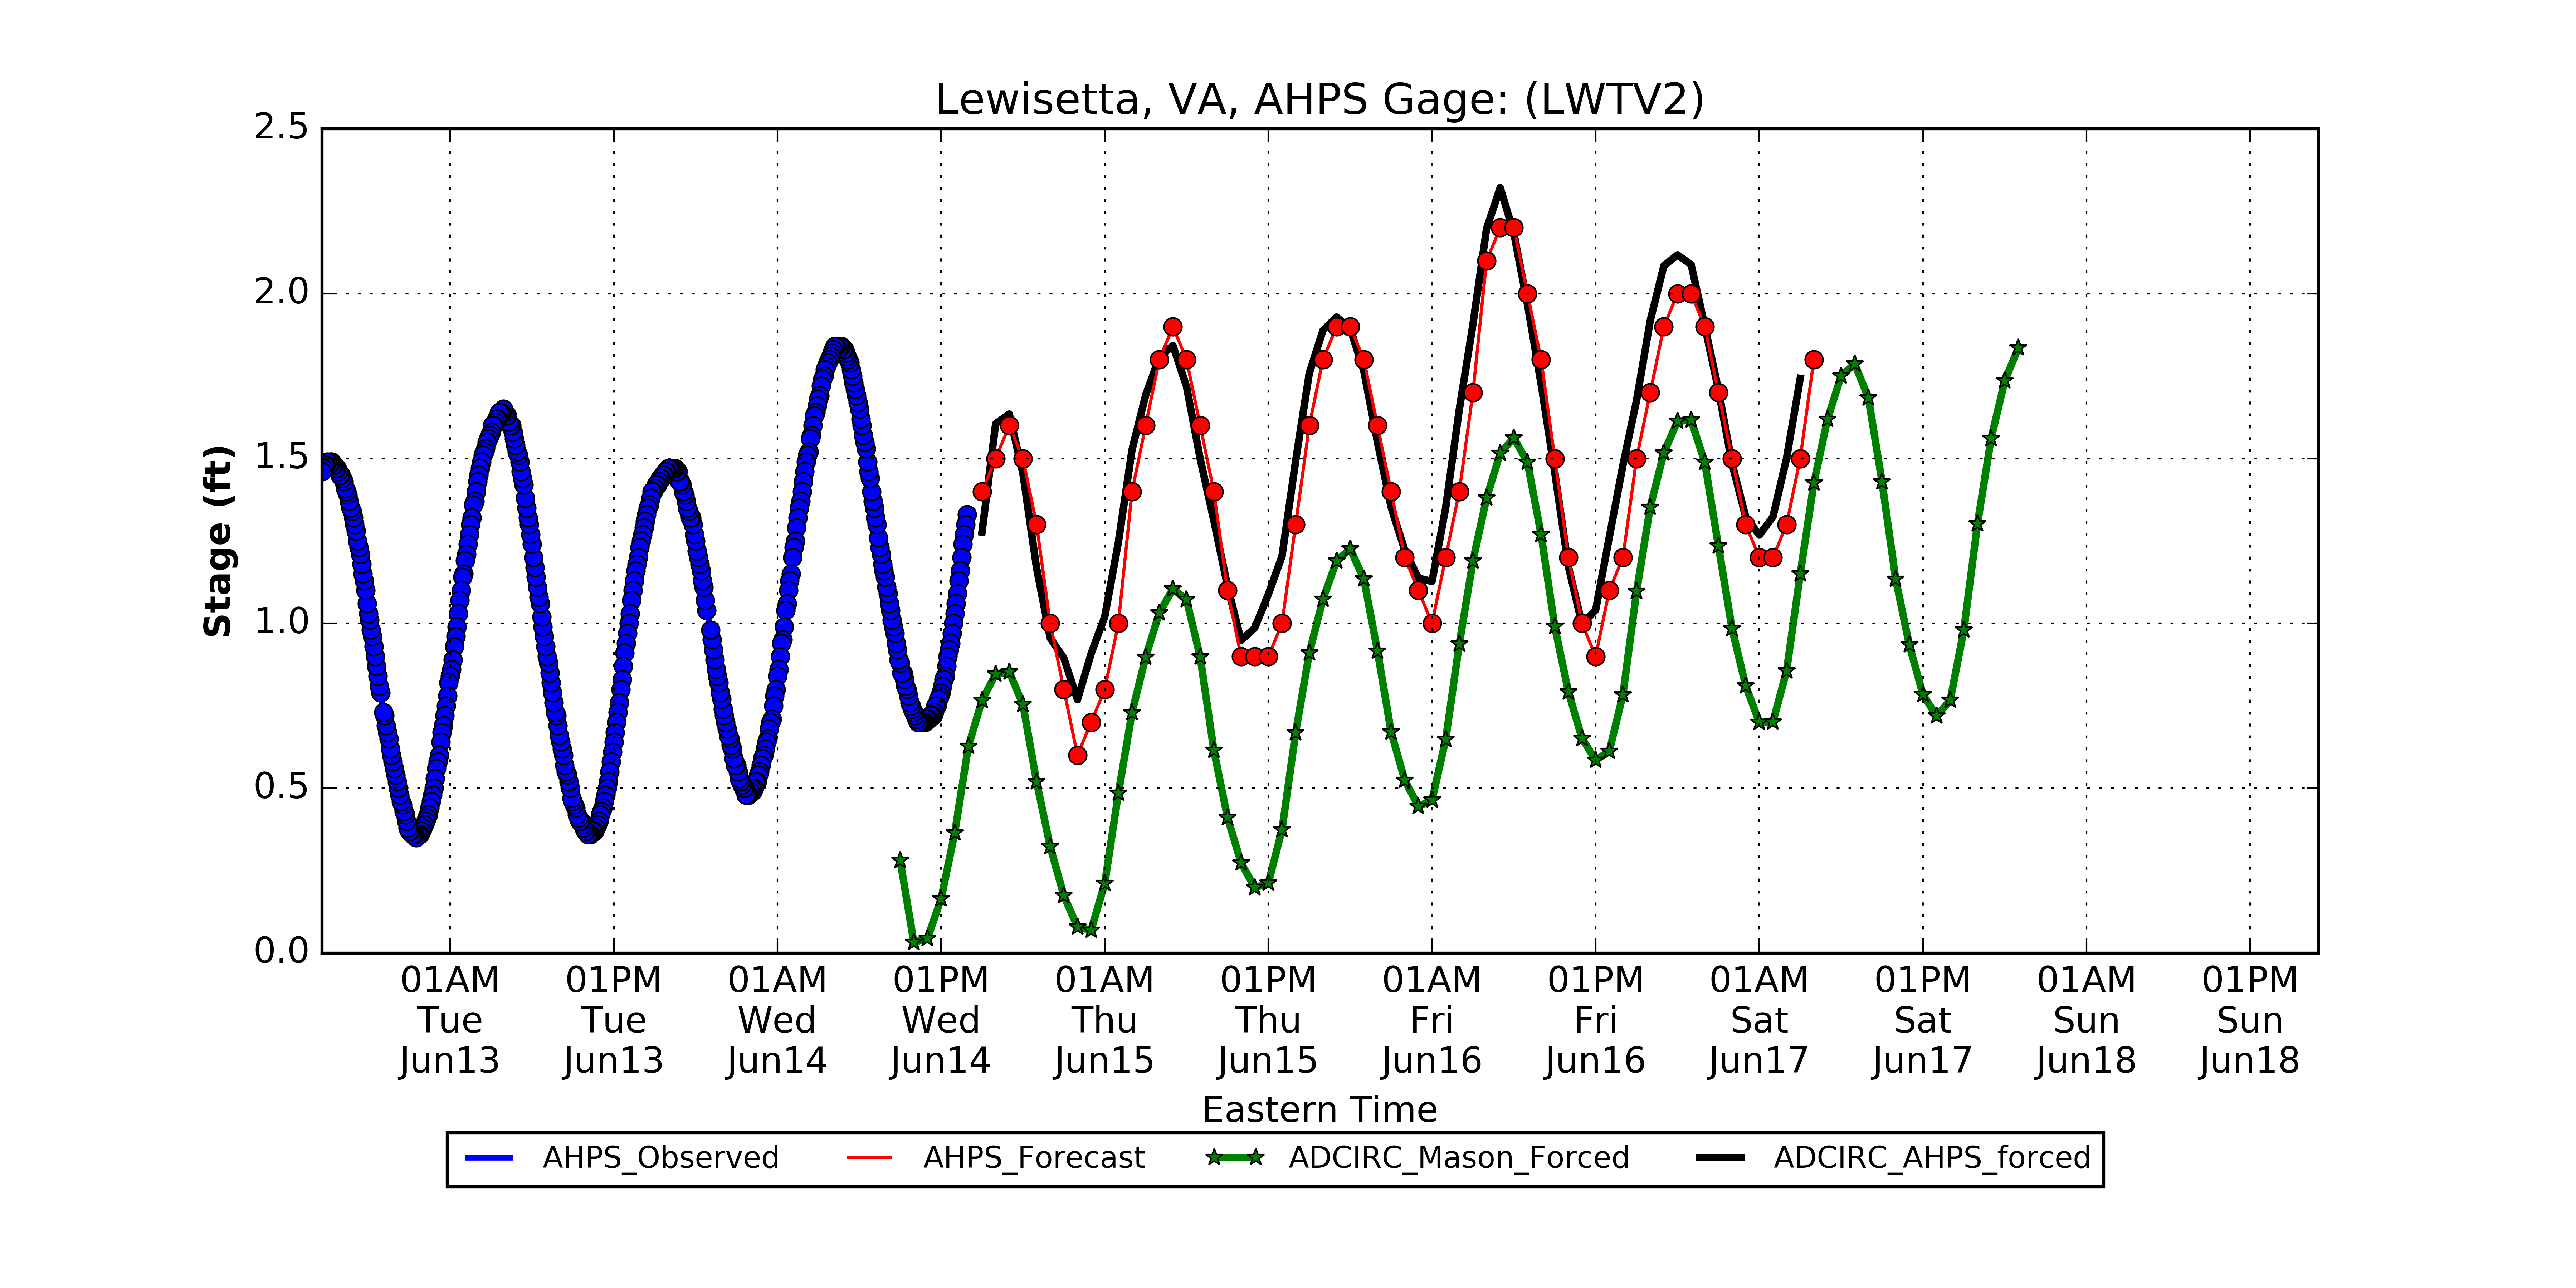 Lewisetta, VA, AHPS Gage: (LWTV2)
Stage (ft)
2.5
2.0
1.5
1.0
0.5
0.0
01AM 01PM 01AM 01PM 01AM 01PM 01AM 01PM 01AM 01PM 01AM 01PM
Tue Tue Wed Wed Thu Thu Fri Fri Sat Sat Sun Sun
Jun13 Jun13 Jun14 Jun14 Jun15 Jun15 Jun16 Jun16 Jun17 Jun17 Jun18 Jun18
Eastern Time
AHPS_Observed AHPS_Forecast ADCIRC_Mason_Forced ADCIRC_AHPS_forced